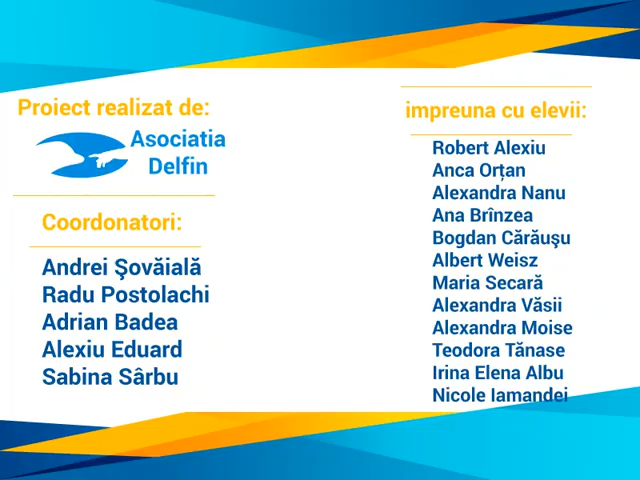 Proiect realizat de:
Asociatia
Delfin
Coordonatori:
Andrei Şovăială
Radu Postolachi
Adrian Badea
Alexiu Eduard
Sabina Sârbu
impreuna cu elevii:
Robert Alexiu
Anca Orțan
Alexandra Nanu
Ana Brînzea
Bogdan Cărăuşu
Albert Weisz
Maria Secară
Alexandra Văsii
Alexandra Moise
Teodora Tănase
Irina Elena Albu
Nicole Iamandei